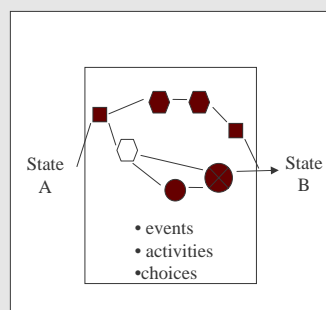 State
A
State
B
• events
• activities
•choices